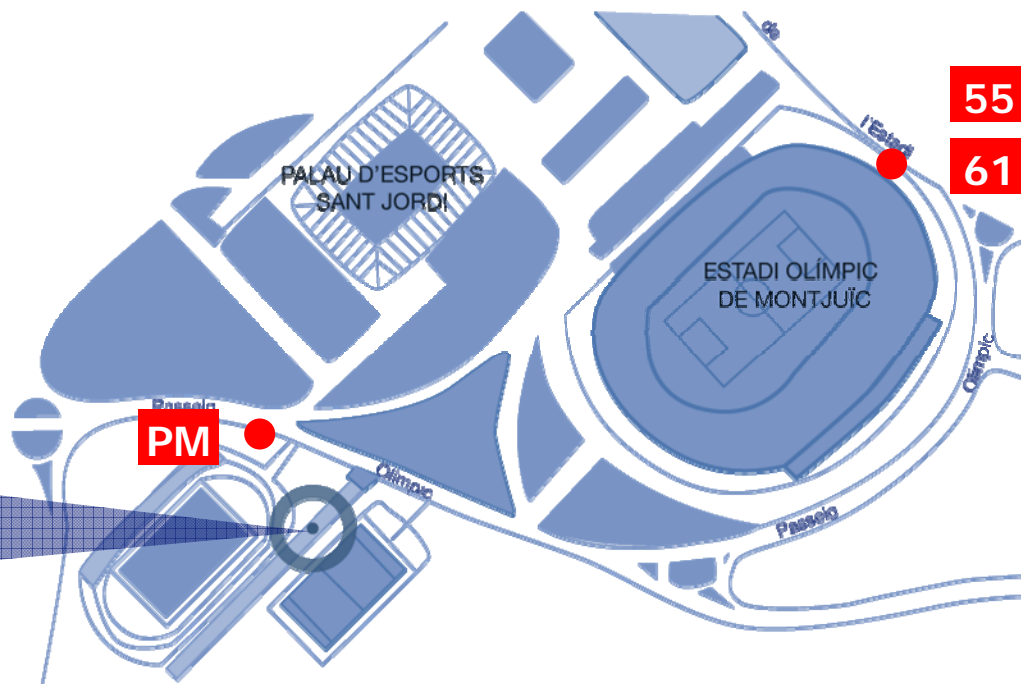 de
l'Estadi
55
61
PALAU D'ESPORTS
SANT JORDI
ESTADI OLÍMPIC
DE MONTJUÏC
Olímpic
Passeig
PM
Olímpic
Passeig